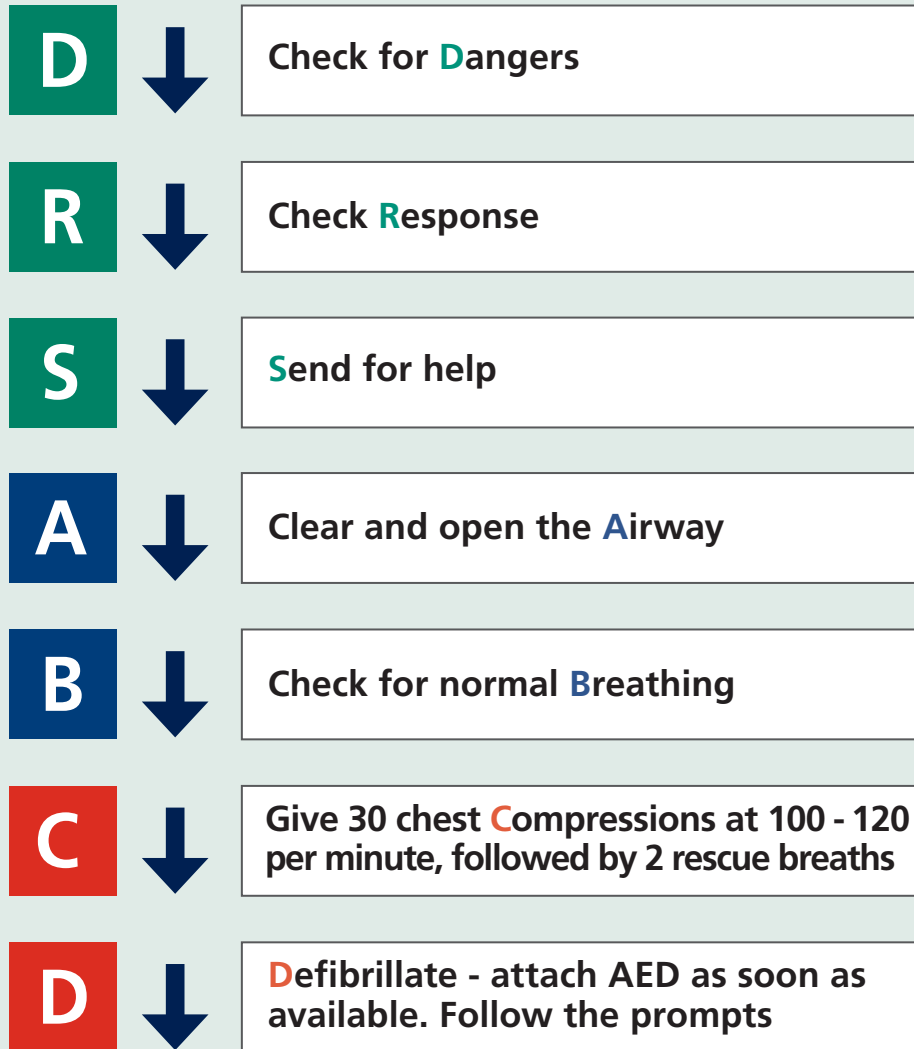 D
Check for Dangers
R
Check Response
S
Send for help
A
Clear and open the Airway
B
Check for normal Breathing
C
Give 30 chest Compressions at 100 - 120
per minute, followed by 2 rescue breaths
D
Defibrillate - attach AED as soon as
available. Follow the prompts